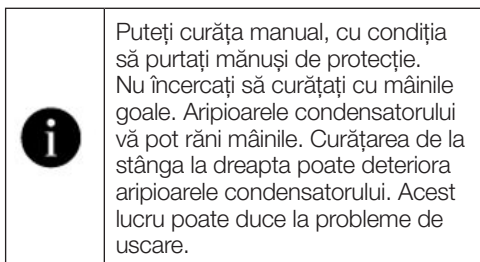 Puteți curăța manual, cu condiția
să purtați mănuși de protecție.
Nu încercați să curățați cu mâinile
goale. Aripioarele condensatorului
vă pot răni mâinile. Curățarea de la
stânga la dreapta poate deteriora
aripioarele condensatorului. Acest
lucru poate duce la probleme de
uscare.